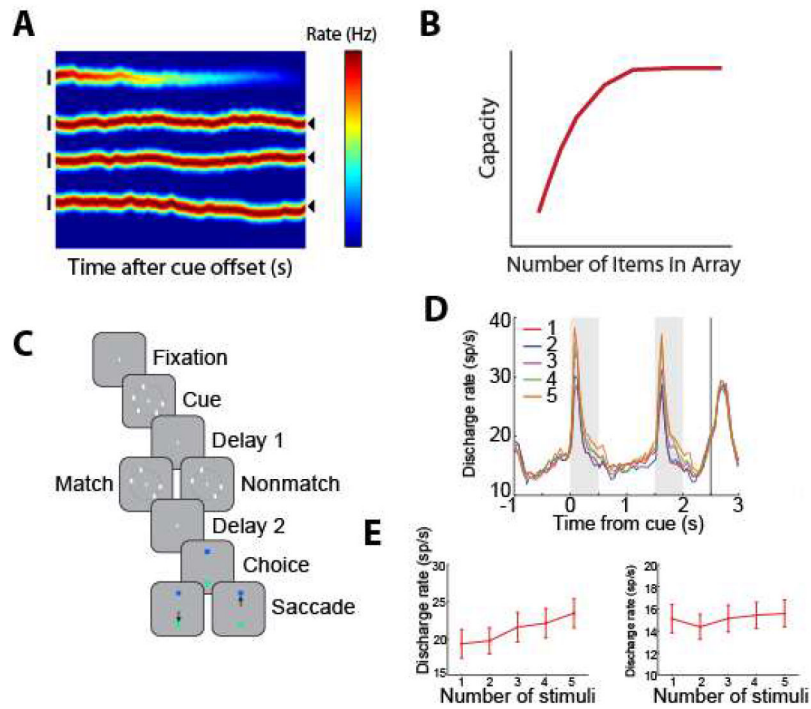 A
Rate (Hz)
Time after cue offset (s)
B
Capacity
Number of Items in Array
C
Fixation
Cue
Delay 1
Match
Nonmatch
Delay 2
Choice
Saccade
D
Discharge rate (sp/s)
40
30
20
10
1
2
3
4
5
-1 0 1 2 3
Time from cue (s)
E
Discharge rate (sp/s)
30
25
20
15
1 2 3 4 5
Number of stimuli
Discharge rate (sp/s)
20
18
16
14
12
10
1 2 3 4 5
Number of stimuli